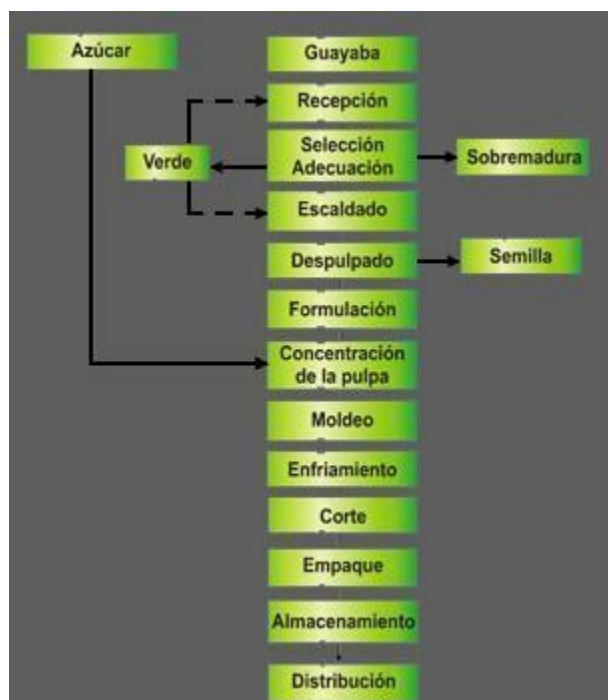 Azúcar
Guayaba
Recepción
Selección
Adecuación
Verde
Sobremadura
Escaldado
Despulpado
Semilla
Formulación
Concentración
de la pulpa
Moldeo
Enfriamiento
Corte
Empaque
Almacenamiento
Distribución